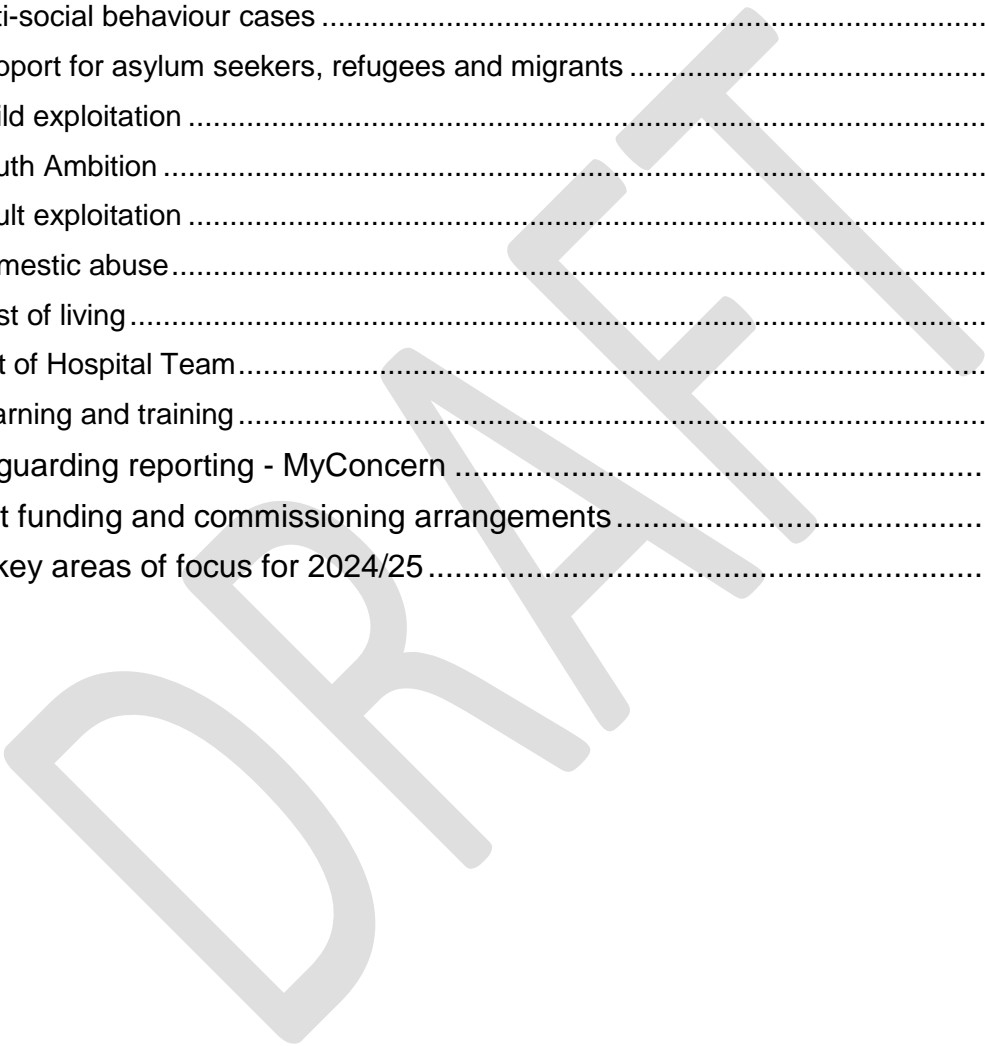 ti-social behaviour cases ........................................................................................
pport for asylum seekers, refugees and migrants ...............................................
ild exploitation ..........................................................................................................
uth Ambition .............................................................................................................
ult exploitation ..........................................................................................................
mestic abuse.............................................................................................................
st of living..................................................................................................................
t of Hospital Team....................................................................................................
arning and training ....................................................................................................
guarding reporting - MyConcern ......................................................................
t funding and commissioning arrangements .............................................
key areas of focus for 2024/25 .........................................................................
DRAFT